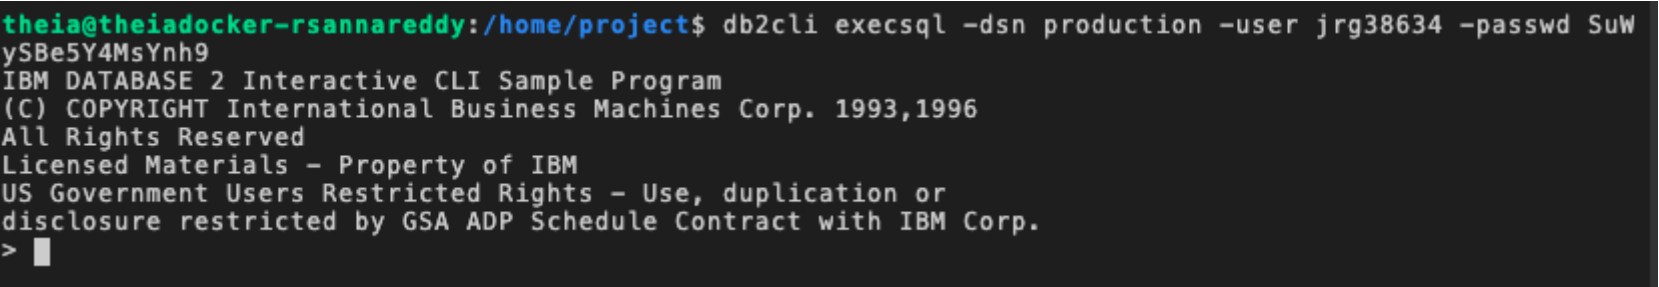 theia@theiadocker-rsannareddy:/home/project$ db2cli execsql -dsn production -user jrg38634 -passwd SuW
ySBe5Y4MsYnh9
IBM DATABASE 2 Interactive CLI Sample Program
(C) COPYRIGHT International Business Machines Corp. 1993,1996
All Rights Reserved
Licensed Materials - Property of IBM
US Government Users Restricted Rights - Use, duplication or
disclosure restricted by GSA ADP Schedule Contract with IBM Corp.
>